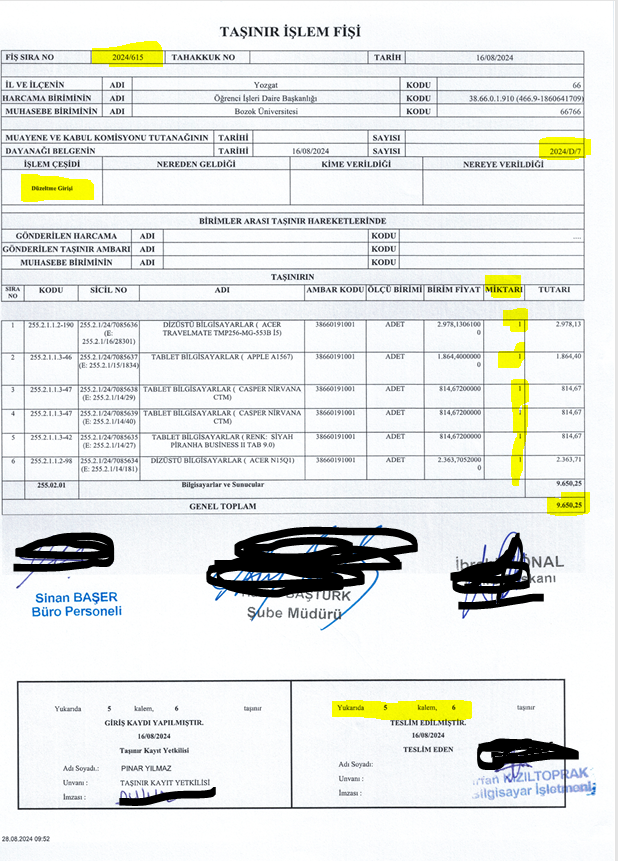 TAŞINIR İŞLEM FİŞİ
FİŞ SIRA NO 2024/615 TAHAKKUK NO TARİH 16/08/2024
İL VE İLÇENİN ADI Yozgat KODU 66
HARCAMA BİRİMİNİN ADI Öğrenci İşleri Daire Başkanlığı KODU 38.66.0.1.910 (466.9-1860641709)
MUHASEBE BİRİMİNİN ADI Bozok Üniversitesi KODU 66766
MUAYENE VE KABUL KOMİSYONU TUTANAĞININ TARİHİ SAYISI
DAYANAĞI BELGENİN TARİHİ 16/08/2024 SAYISI 2024/D/7
İŞLEM ÇEŞİDİ NEREDEN GELDİĞİ KİME VERİLDİĞİ NEREYE VERİLDİĞİ
Düzeltme Girişi
BİRİMLER ARASI TAŞINIR HAREKETLERİNDE
GÖNDERİLEN HARCAMA ADI KODU ....
GÖNDERİLEN TAŞINIR AMBARI ADI KODU
MUHASEBE BİRİMİNİN ADI KODU
TAŞINIRIN
SIRA NO KODU SİCİL NO ADI AMBAR KODU ÖLÇÜ BİRİMİ BİRİM FİYAT MİKTARI TUTARI
1 255.2.1.1.2-190 255.2.1/24/7085636 (E: 255.2.1/16/28301) DİZÜSTÜ BİLGİSAYARLAR ( ACER TRAVELMATE TMP256-MG-553B İ5) 38660191001 ADET 2.978,13061000 1 2.978,13
2 255.2.1.1.3-46 255.2.1/24/7085637 (E: 255.2.1/15/1834) TABLET BİLGİSAYARLAR ( APPLE A1567) 38660191001 ADET 1.864,40000000 1 1.864,40
3 255.2.1.1.3-47 255.2.1/24/7085638 (E: 255.2.1/14/29) TABLET BİLGİSAYARLAR ( CASPER NİRVANA CTM) 38660191001 ADET 814,67200000 1 814,67
4 255.2.1.1.3-47 255.2.1/24/7085639 (E: 255.2.1/14/40) TABLET BİLGİSAYARLAR ( CASPER NİRVANA CTM) 38660191001 ADET 814,67200000 1 814,67
5 255.2.1.1.3-42 255.2.1/24/7085635 (E: 255.2.1/14/27) TABLET BİLGİSAYARLAR ( RENK: SİYAH PİRANHA BUSİNESS II TAB 9.0) 38660191001 ADET 814,67200000 1 814,67
6 255.2.1.1.2-98 255.2.1/24/7085634 (E: 255.2.1/14/181) DİZÜSTÜ BİLGİSAYARLAR ( ACER N15Q1) 38660191001 ADET 2.363,70520000 1 2.363,71
255.02.01 Bilgisayarlar ve Sunucular 9.650,25
GENEL TOPLAM 9.650,25
Sinan BAŞER
Büro Personeli
BAŞTÜRK
Şube Müdürü
Yukarıda 5 kalem, 6 taşınır
GİRİŞ KAYDI YAPILMIŞTIR.
16/08/2024
Taşınır Kayıt Yetkilisi
Adı Soyadı.: PINAR YILMAZ
Unvanı : TAŞINIR KAYIT YETKİLİSİ
İmzası :
Yukarıda 5 kalem, 6 taşınır
TESLİM EDİLMİŞTİR.
16/08/2024
TESLİM EDEN
Adı Soyadı.:
Unvanı :
İmzası :
KIZILTOPRAK
Bilgisayar İşletmeni
28.08.2024 09:52